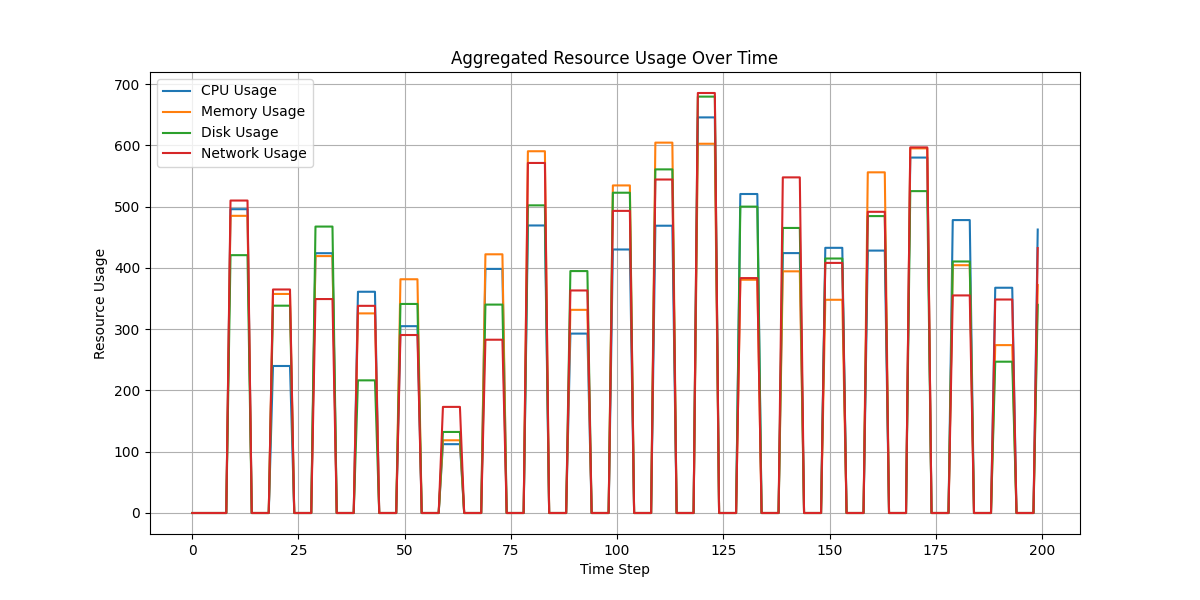 Aggregated Resource Usage Over Time
CPU Usage
Memory Usage
Disk Usage
Network Usage
700
600
500
400
300
200
100
0
Resource Usage
0 25 50 75 100 125 150 175 200
Time Step